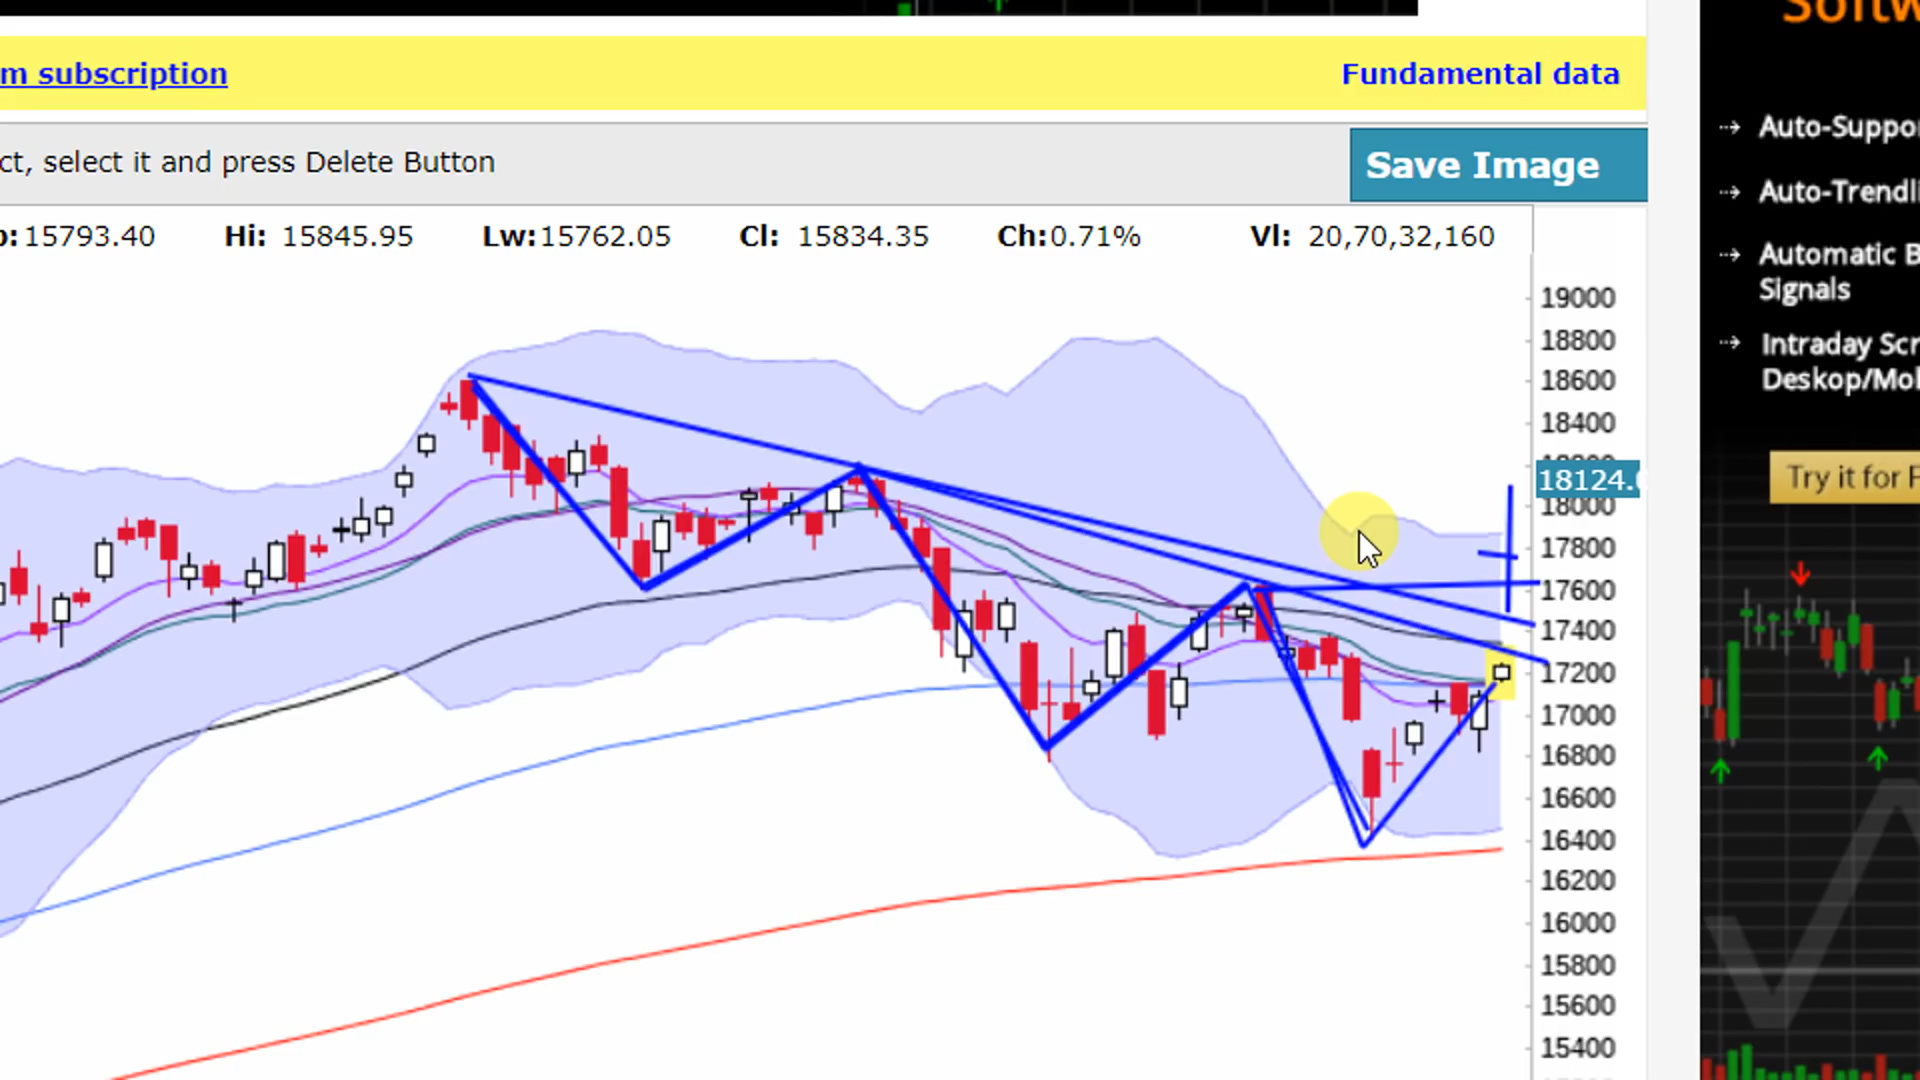 Softw
m subscription
Fundamental data
ct, select it and press Delete Button
Save Image
p: 15793.40 Hi: 15845.95 Lw: 15762.05 Cl: 15834.35 Ch: 0.71% Vl: 20,70,32,160
19000
18800
18600
18400
18124.
18000
17800
17600
17400
17200
17000
16800
16600
16400
16200
16000
15800
15600
15400
Auto-Suppo
Auto-Trendli
Automatic B
Signals
Intraday Scr
Deskop/Mol
Try it for F